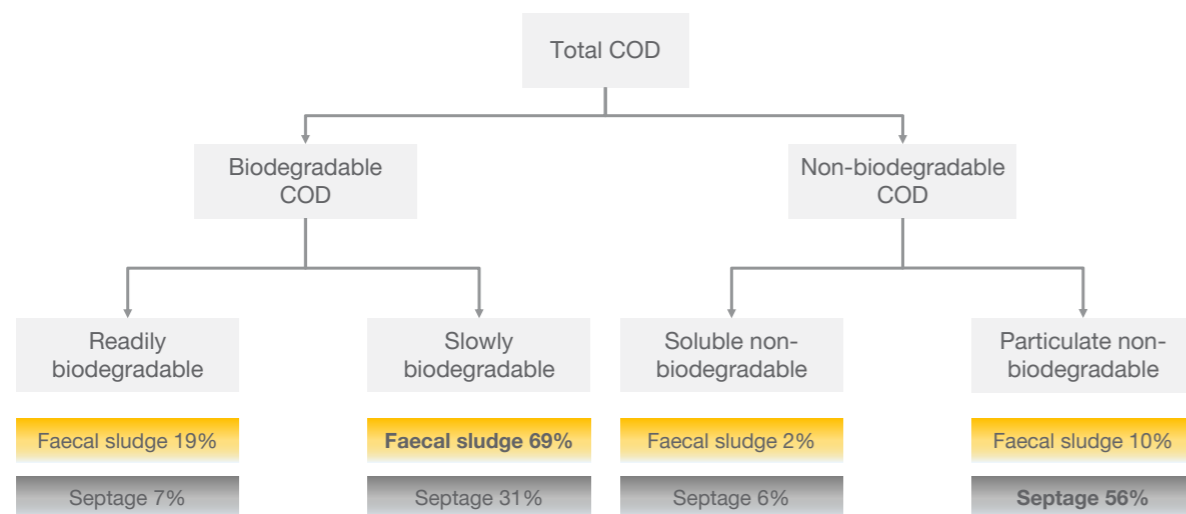 Total COD
Biodegradable
COD
Non-biodegradable
COD
Readily
biodegradable
Slowly
biodegradable
Soluble non-
biodegradable
Particulate non-
biodegradable
Faecal sludge 19%
Faecal sludge 69%
Faecal sludge 2%
Faecal sludge 10%
Septage 7%
Septage 31%
Septage 6%
Septage 56%